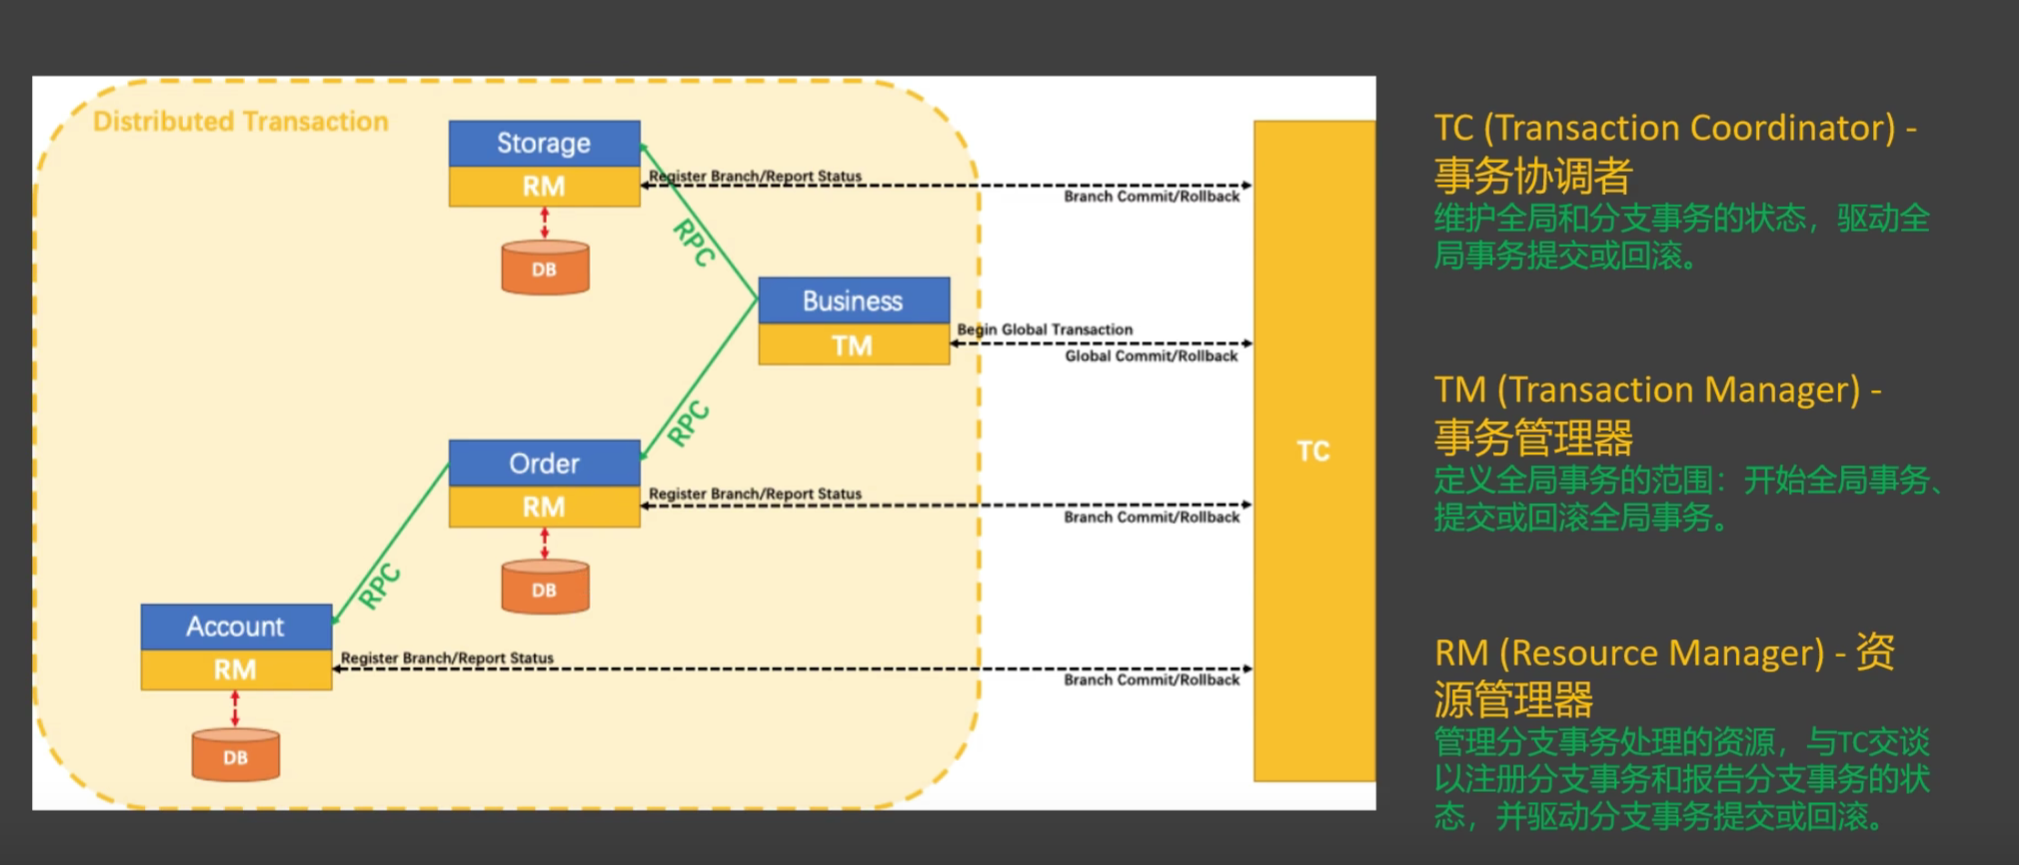 Distributed Transaction
Storage
RM
Register Branch/Report Status
Branch Commit/Rollback
DB
RPC
Business
TM
Begin Global Transaction
Global Commit/Rollback
RPC
Order
RM
Register Branch/Report Status
Branch Commit/Rollback
DB
RPC
Account
RM
Register Branch/Report Status
Branch Commit/Rollback
DB
TC
TC (Transaction Coordinator) -
事务协调者
维护全局和分支事务的状态，驱动全
局事务提交或回滚。
TM (Transaction Manager) -
事务管理器
定义全局事务的范围：开始全局事务、
提交或回滚全局事务。
RM (Resource Manager) - 资
源管理器
管理分支事务处理的资源，与TC交谈
以注册分支事务和报告分支事务的状
态，并驱动分支事务提交或回滚。